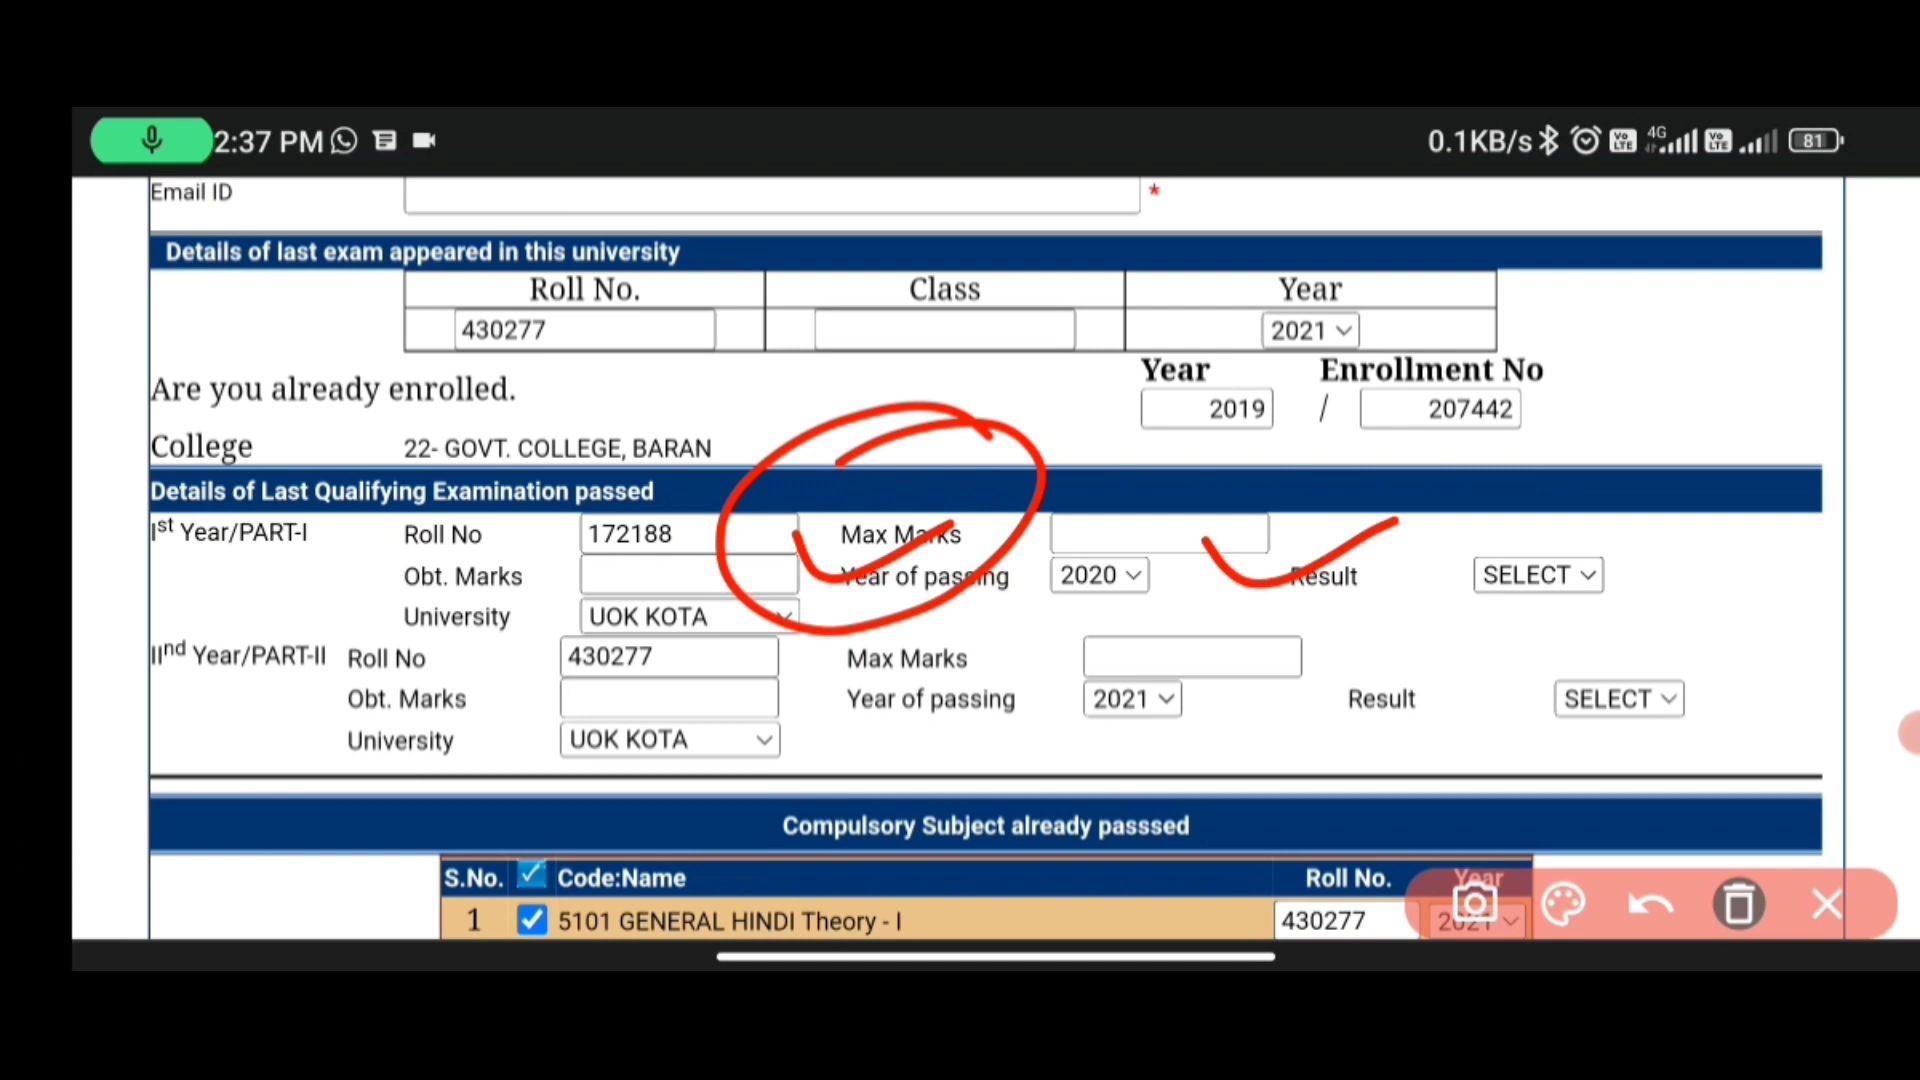 2:37 PM 0.1KB/s 4G 81
Email ID *
Details of last exam appeared in this university
Roll No. Class Year
430277 2021
Year Enrollment No
Are you already enrolled. 2019 / 207442
College 22- GOVT. COLLEGE, BARAN
Details of Last Qualifying Examination passed
Ist Year/PART-I Roll No 172188 Max Marks
Obt. Marks Year of passing 2020 Result SELECT
University UOK KOTA
IInd Year/PART-II Roll No 430277 Max Marks
Obt. Marks Year of passing 2021 Result SELECT
University UOK KOTA
Compulsory Subject already passsed
S.No. Code:Name Roll No. Year
1 5101 GENERAL HINDI Theory - I 430277 2021